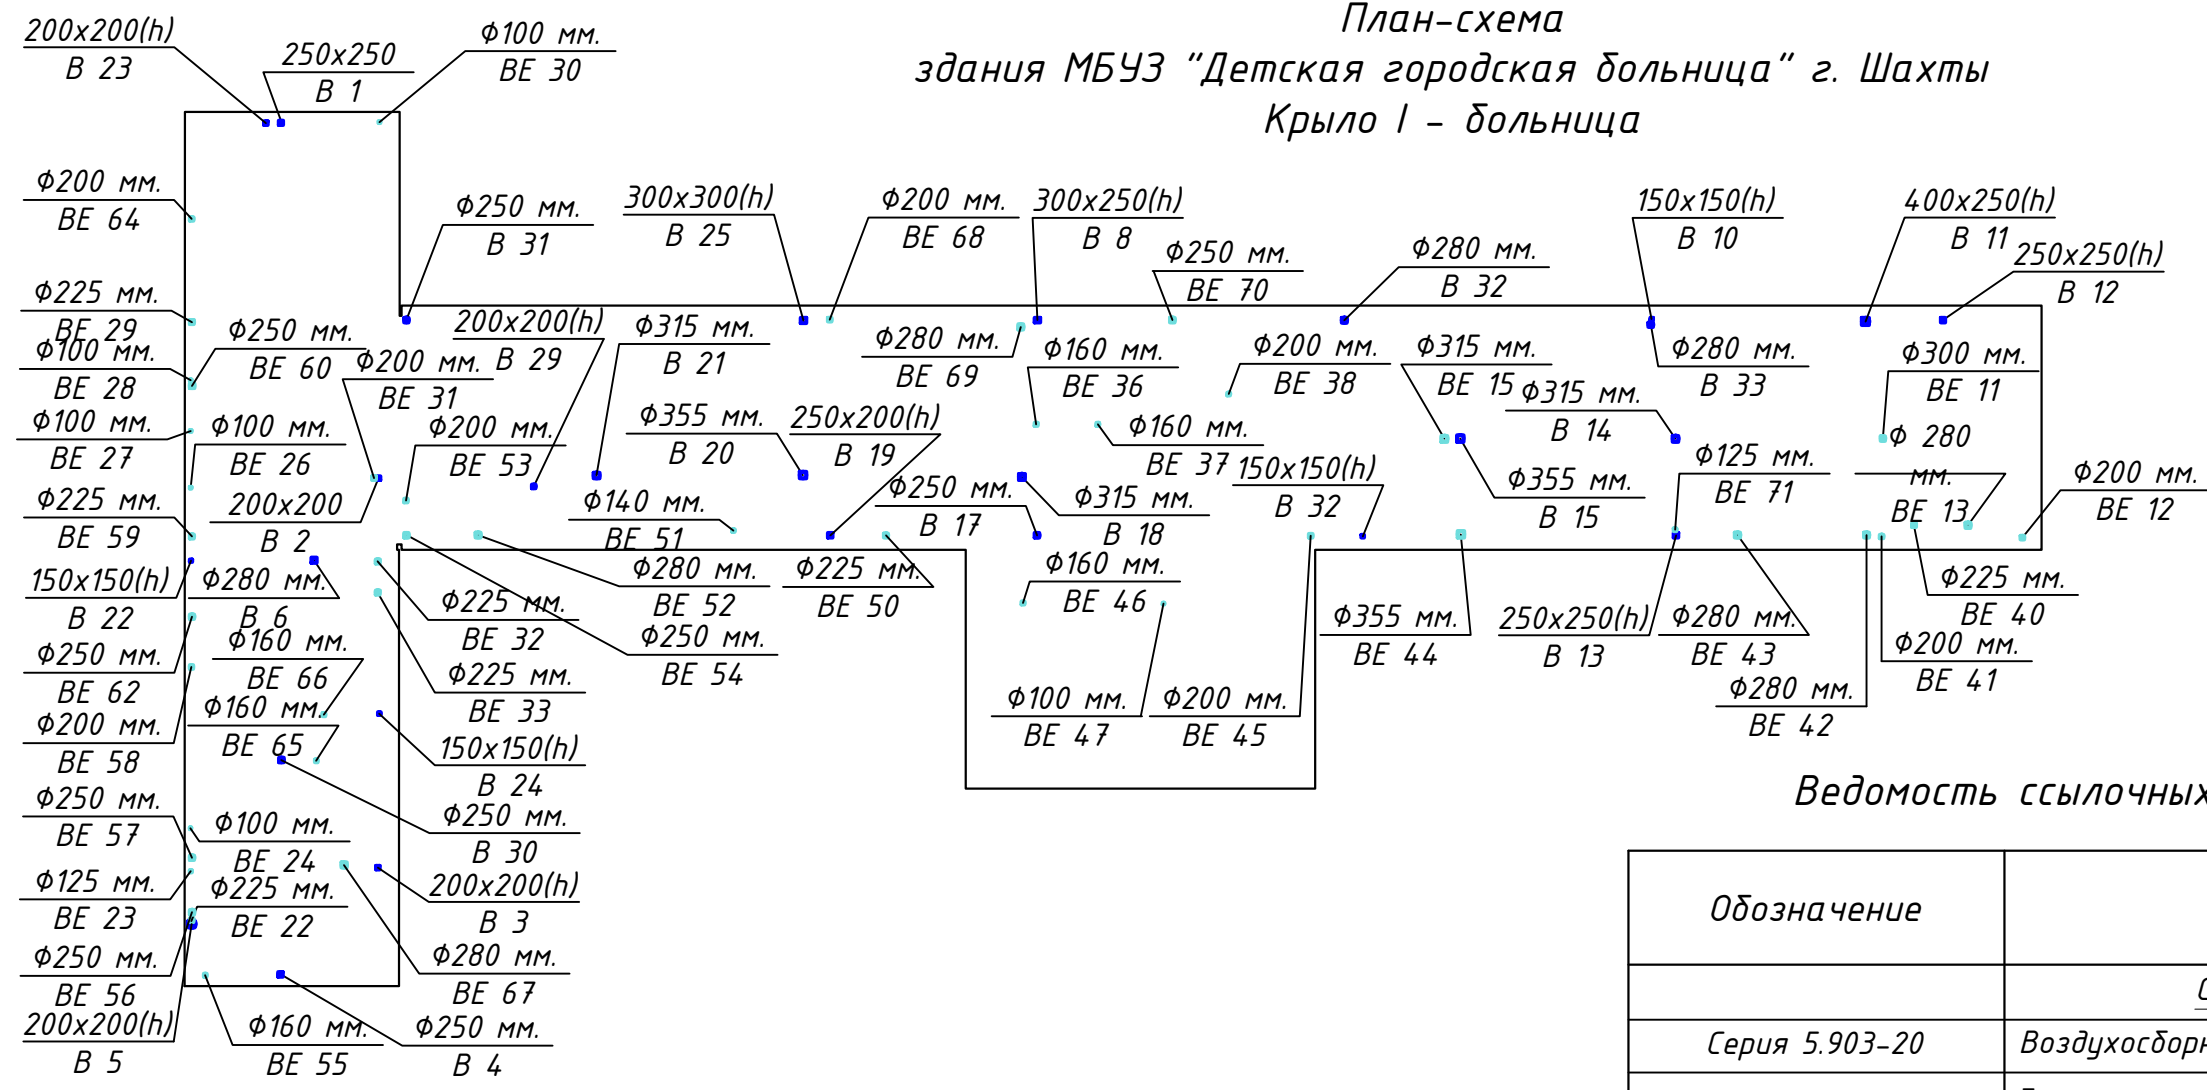 План-схема
здания МБУЗ "Детская городская больница" г. Шахты
Крыло I - больница
200x200(h)
В 23
250x250
В 1
Ф100 мм.
ВЕ 30
Ф200 мм.
ВЕ 64
Ф225 мм.
ВЕ 29
Ф100 мм.
ВЕ 28
Ф250 мм.
ВЕ 60
Ф200 мм.
ВЕ 31
Ф100 мм.
ВЕ 27
Ф100 мм.
ВЕ 26
Ф225 мм.
ВЕ 59
200x200
В 2
150x150(h)
В 22
Ф280 мм.
В 6
Ф250 мм.
ВЕ 62
Ф160 мм.
ВЕ 66
Ф200 мм.
ВЕ 58
Ф160 мм.
ВЕ 65
Ф250 мм.
ВЕ 57
Ф100 мм.
ВЕ 24
Ф125 мм.
ВЕ 23
Ф225 мм.
ВЕ 22
Ф250 мм.
ВЕ 56
200x200(h)
В 5
Ф160 мм.
ВЕ 55
Ф250 мм.
В 4
Ф280 мм.
ВЕ 67
200x200(h)
В 3
Ф250 мм.
В 30
150x150(h)
В 24
Ф225 мм.
ВЕ 33
Ф225 мм.
ВЕ 32
Ф250 мм.
В 31
200x200(h)
В 29
Ф200 мм.
ВЕ 53
300x300(h)
В 25
Ф315 мм.
В 21
Ф355 мм.
В 20
Ф140 мм.
ВЕ 51
Ф280 мм.
ВЕ 52
Ф250 мм.
ВЕ 54
Ф200 мм.
ВЕ 68
Ф280 мм.
ВЕ 69
250x200(h)
В 19
Ф250 мм.
В 17
Ф225 мм.
ВЕ 50
300x250(h)
В 8
Ф250 мм.
ВЕ 70
Ф160 мм.
ВЕ 36
Ф160 мм.
ВЕ 37
Ф315 мм.
В 18
Ф160 мм.
ВЕ 46
Ф100 мм.
ВЕ 47
Ф200 мм.
ВЕ 45
Ф280 мм.
В 32
Ф200 мм.
ВЕ 38
150x150(h)
В 32
Ф315 мм.
ВЕ 15
Ф315 мм.
В 14
Ф355 мм.
В 15
Ф355 мм.
ВЕ 44
250x250(h)
В 13
150x150(h)
В 10
Ф280 мм.
В 33
Ф125 мм.
ВЕ 71
Ф280 мм.
ВЕ 43
Ф280 мм.
ВЕ 42
400x250(h)
В 11
250x250(h)
В 12
Ф300 мм.
ВЕ 11
Ф 280
мм.
ВЕ 13
Ф200 мм.
ВЕ 12
Ф225 мм.
ВЕ 40
Ф200 мм.
ВЕ 41
Ведомость ссылочных
Обозначение
Серия 5.903-20